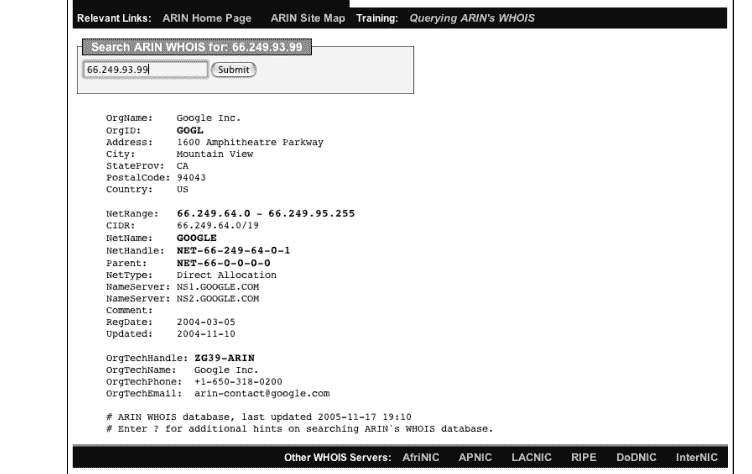 Relevant Links: ARIN Home Page ARIN Site Map Training: Querying ARIN's WHOIS
Search ARIN WHOIS for: 66.249.93.99
66.249.93.99 Submit
OrgName: Google Inc.
OrgID: GOGL
Address: 1600 Amphitheatre Parkway
City: Mountain View
StateProv: CA
PostalCode: 94043
Country: US
NetRange: 66.249.64.0 - 66.249.95.255
CIDR: 66.249.64.0/19
NetName: GOOGLE
NetHandle: NET-66-249-64-0-1
Parent: NET-66-0-0-0-0
NetType: Direct Allocation
NameServer: NS1.GOOGLE.COM
NameServer: NS2.GOOGLE.COM
Comment:
RegDate: 2004-03-05
Updated: 2004-11-10
OrgTechHandle: ZG39-ARIN
OrgTechName: Google Inc.
OrgTechPhone: +1-650-318-0200
OrgTechEmail: arin-contact@google.com
# ARIN WHOIS database, last updated 2005-11-17 19:10
# Enter ? for additional hints on searching ARIN's WHOIS database.
Other WHOIS Servers: AfriNIC APNIC LACNIC RIPE DoDNIC InterNIC